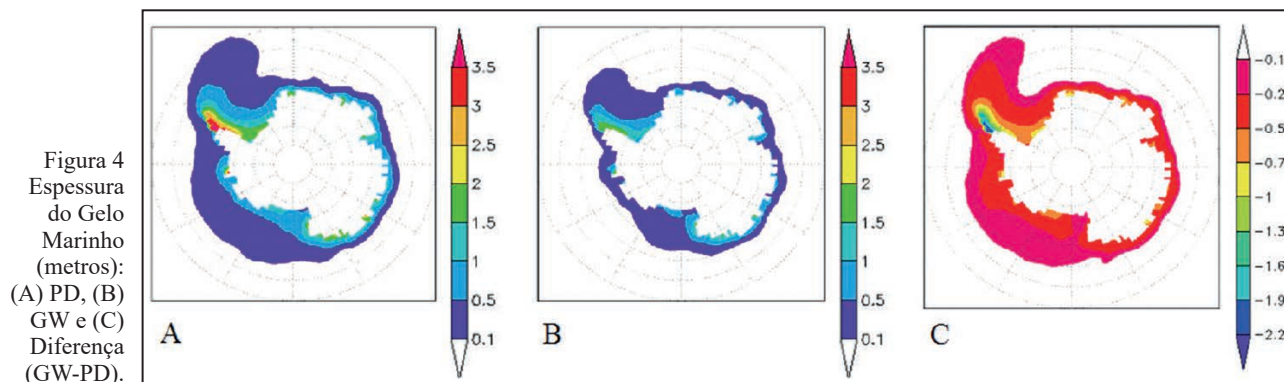 Figura 4
Espessura
do Gelo
Marinho
(metros):
(A) PD, (B)
GW e (C)
Diferença
(GW-PD).
3.5
3
2.5
2
1.5
1
0.5
0.1
A
3.5
3
2.5
2
1.5
1
0.5
0.1
B
-0.1
-0.2
-0.5
-0.7
-1
-1.3
-1.6
-1.9
-2.2
C